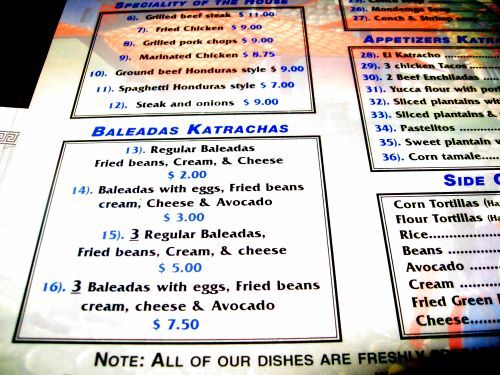 SPECIALITY OF THE HOUSE
6). Grilled beef steak $ 11.00
7). Fried Chicken $ 9.00
8). Grilled pork chops $ 9.00
9). Marinated Chicken $ 8.75
10). Ground beef Honduras style $ 9.00
11). Spaghetti Honduras style $ 7.00
12). Steak and onions $ 9.00
BALEADAS KATRACHAS
13). Regular Baleadas
Fried beans, Cream, & Cheese
$ 2.00
14). Baleadas with eggs, Fried beans
cream, Cheese & Avocado
$ 3.00
15). 3 Regular Baleadas,
Fried beans, Cream, & cheese
$ 5.00
16). 3 Baladas with eggs, Fried beans
cream, cheese & Avocado
$ 7.50
26). Mondongo Soup
27). Conch & Shrimp
APPETIZERS
28). El Katracho
29). 3 chicken Tacos
30). 2 Beef Enchiladas
31). Yucca flour with
32). Sliced plantains
33). Sliced plantains &
34). Pastelitos
35). Sweet plantain
36). Corn tamale....
SIDE
Corn Tortillas
Flour Tortillas
Rice
Beans
Avocado
Cream
Fried Green
Cheese
NOTE: ALL OF OUR DISHES ARE